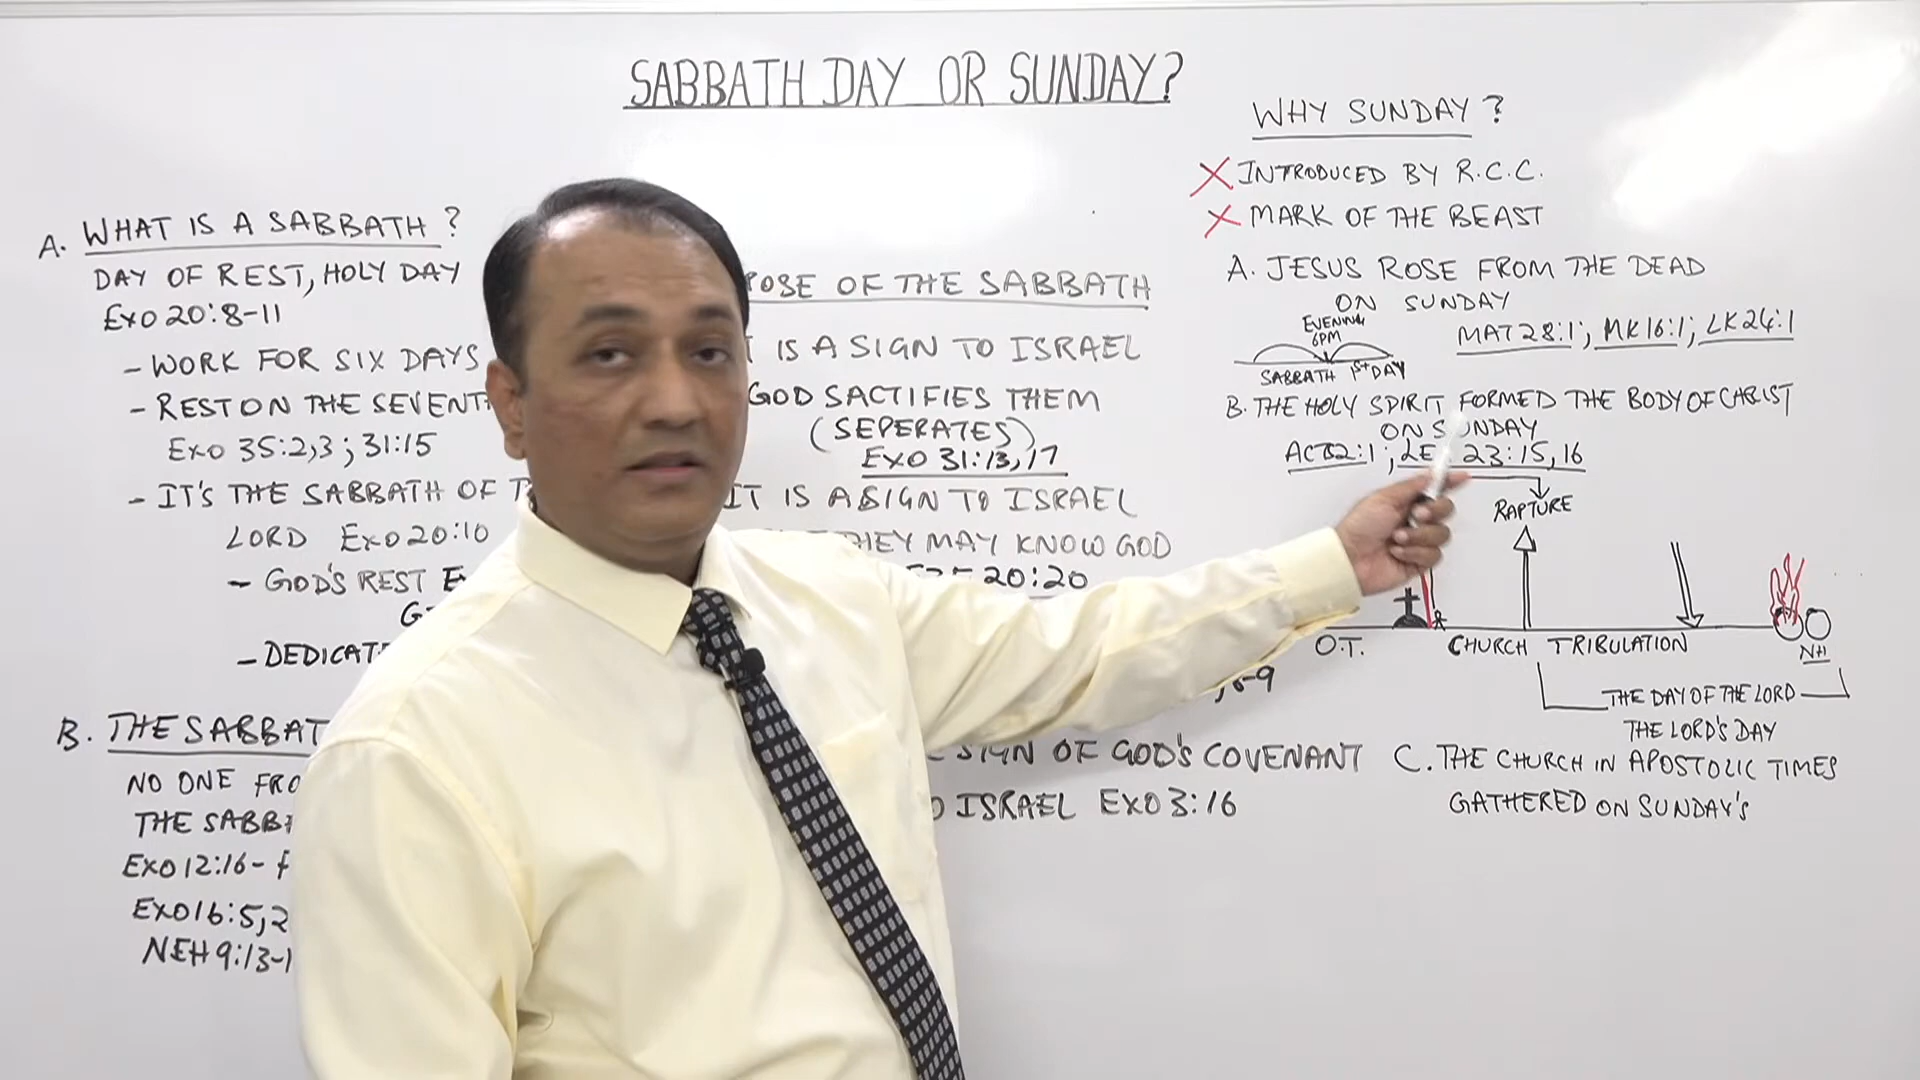 SABBATH DAY OR SUNDAY?
A. WHAT IS A SABBATH?
DAY OF REST, HOLY DAY
EXO 20:8-11
- WORK FOR SIX DAYS
- REST ON THE SEVENT
EXO 35:2,3; 31:15
- IT'S THE SABBATH OF
LORD EXO 20:10
- GOD'S REST
- DEDICATE
B. THE SABBAT
NO ONE FRO
THE SABB
EXO 12:16-
EXO 16:5,2
NEH 9:13-1
POSE OF THE SABBATH
IS A SIGN TO ISRAEL
GOD SACTIFIES THEM
(SEPERATES)
EXO 31:13,17
IT IS A SIGN TO ISRAEL
THEY MAY KNOW GOD
20:20
SIGN OF GOD'S COVENANT
ISRAEL EXO 3:16
WHY SUNDAY?
X INTRODUCED BY R.C.C.
X MARK OF THE BEAST
A. JESUS ROSE FROM THE DEAD
ON SUNDAY
MAT 28:1; MK 16:1; LK 24:1
EVENING
6PM
SABBATH 1ST DAY
B. THE HOLY SPIRIT FORMED THE BODY OF CHRIST
ON SUNDAY
ACTS 2:1; LE 23:15,16
RAPTURE
O.T. CHURCH TRIBULATION NH
THE DAY OF THE LORD
THE LORD'S DAY
C. THE CHURCH IN APOSTOLIC TIMES
GATHERED ON SUNDAY'S